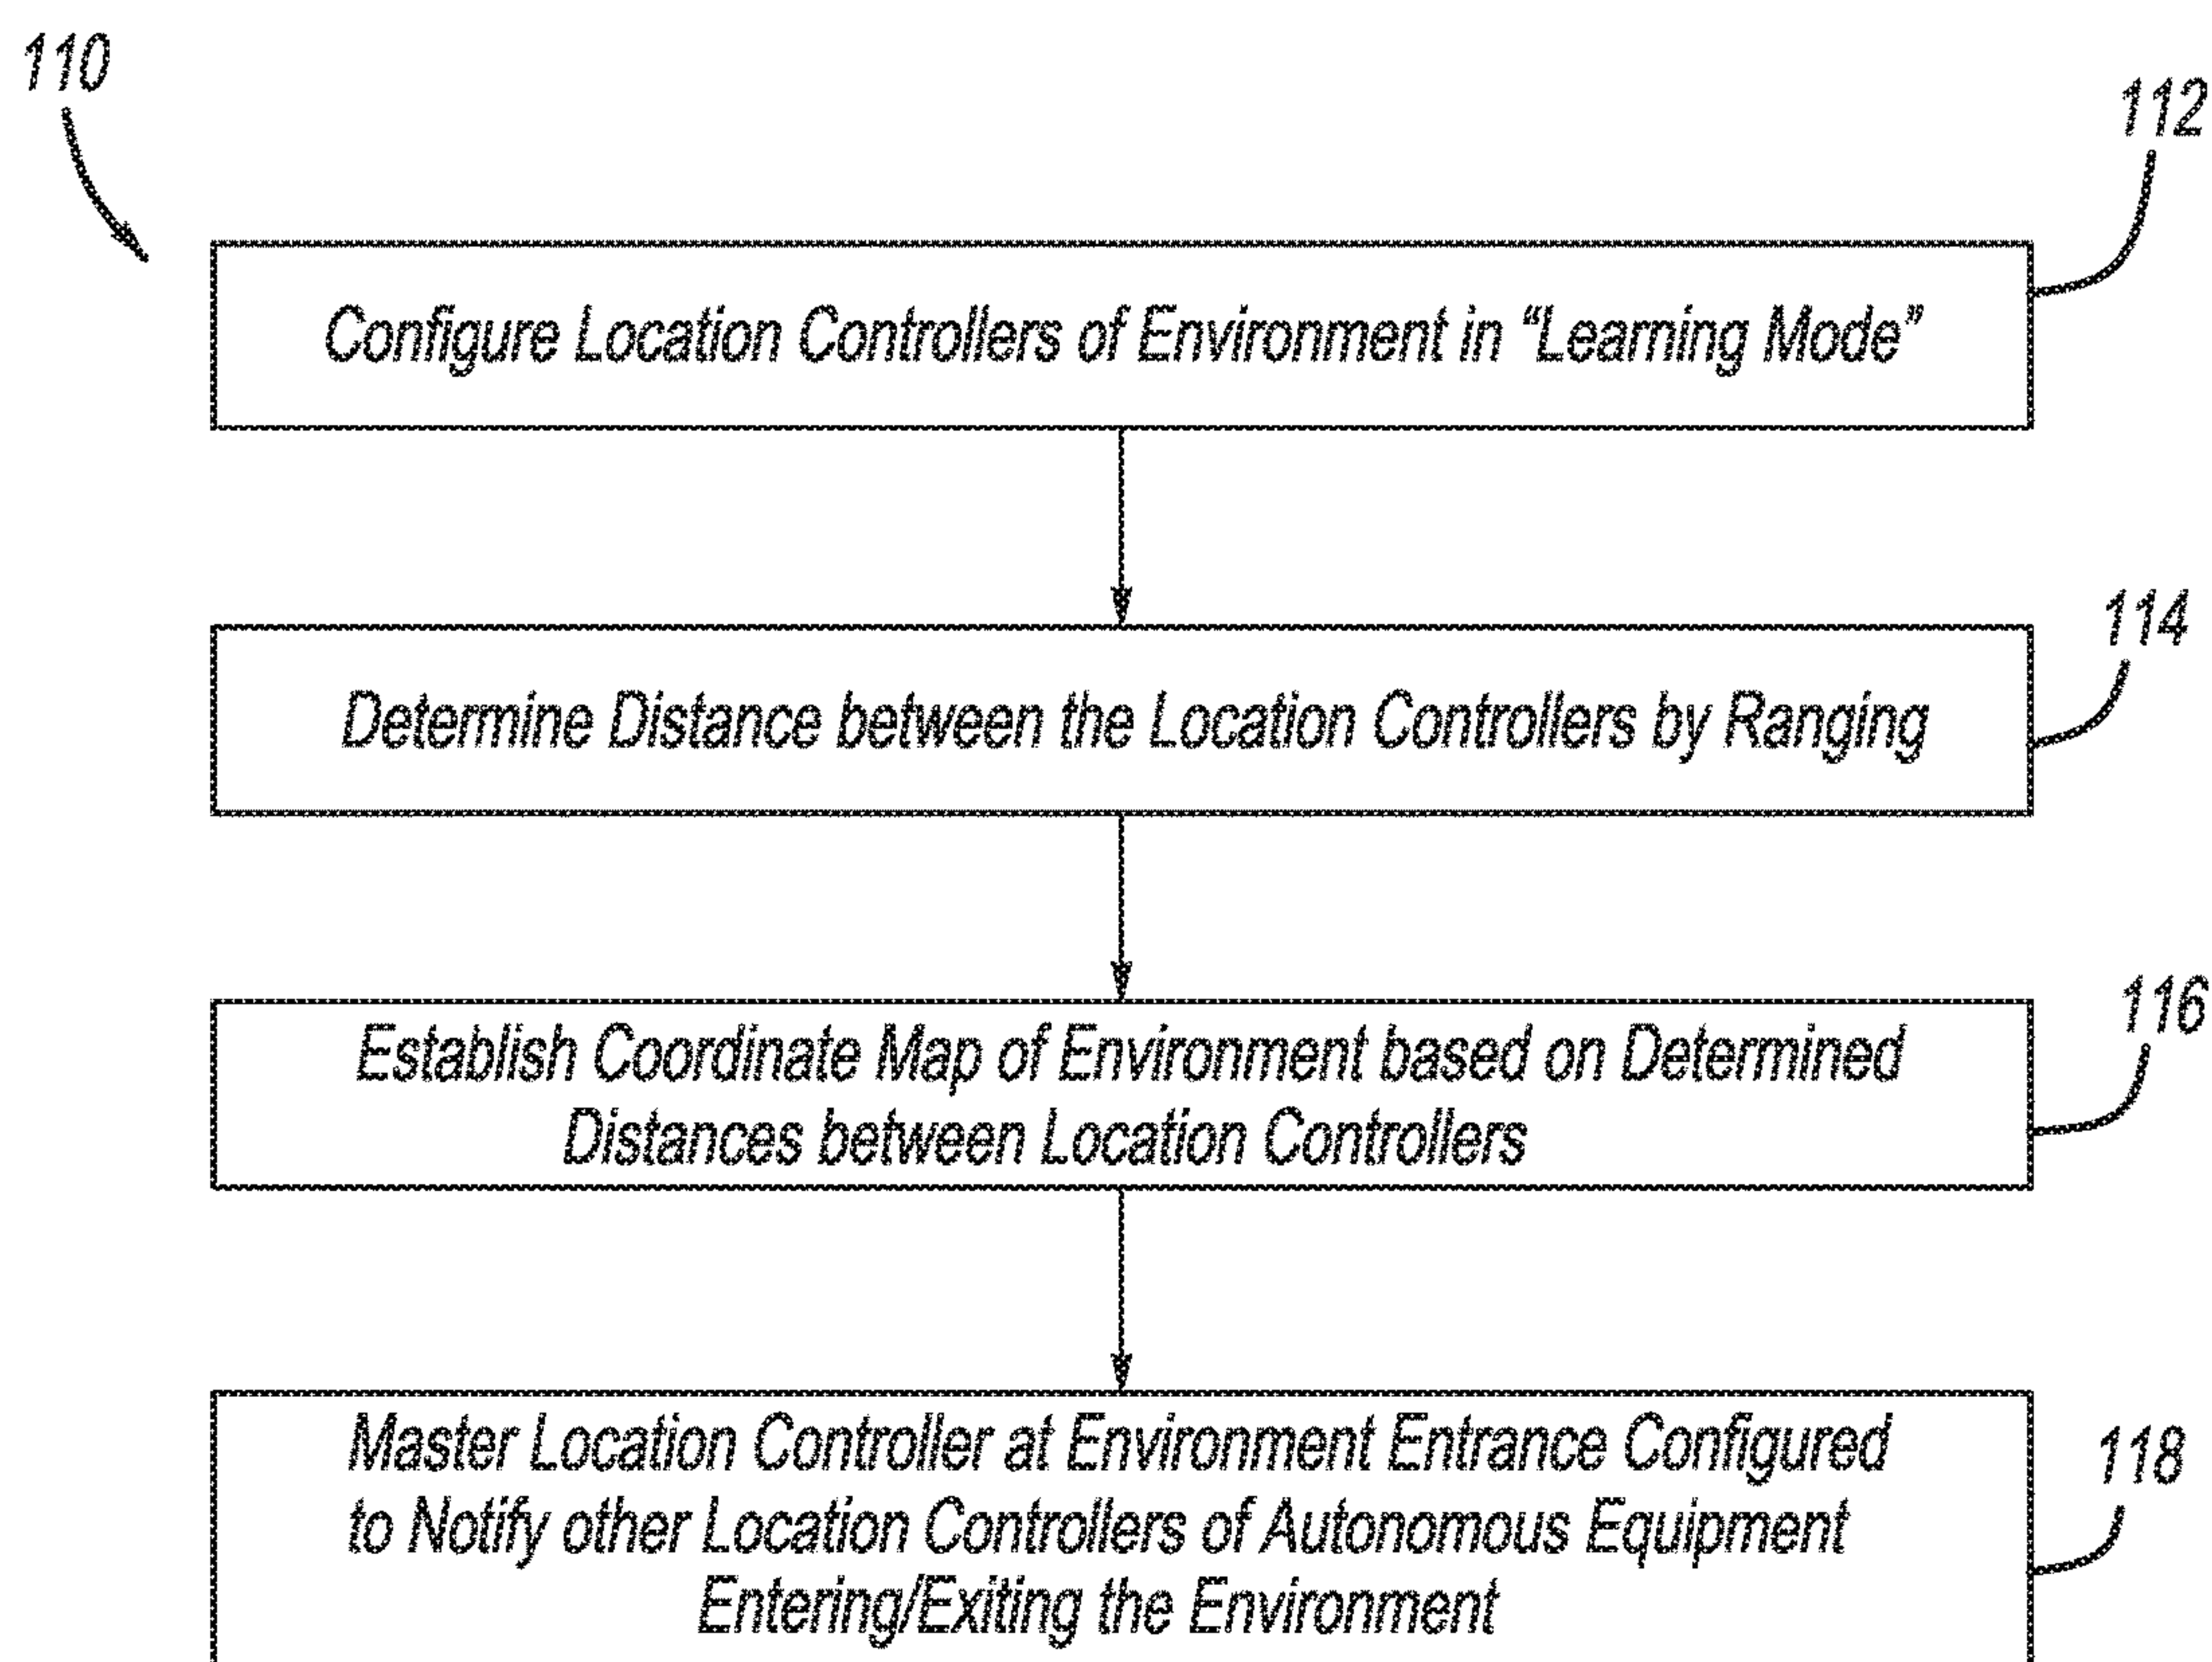 110
112
Configure Location Controllers of Environment in “Learning Mode”
114
Determine Distance between the Location Controllers by Ranging
116
Establish Coordinate Map of Environment based on Determined
Distances between Location Controllers
118
Master Location Controller at Environment Entrance Configured
to Notify other Location Controllers of Autonomous Equipment
Entering/Exiting the Environment